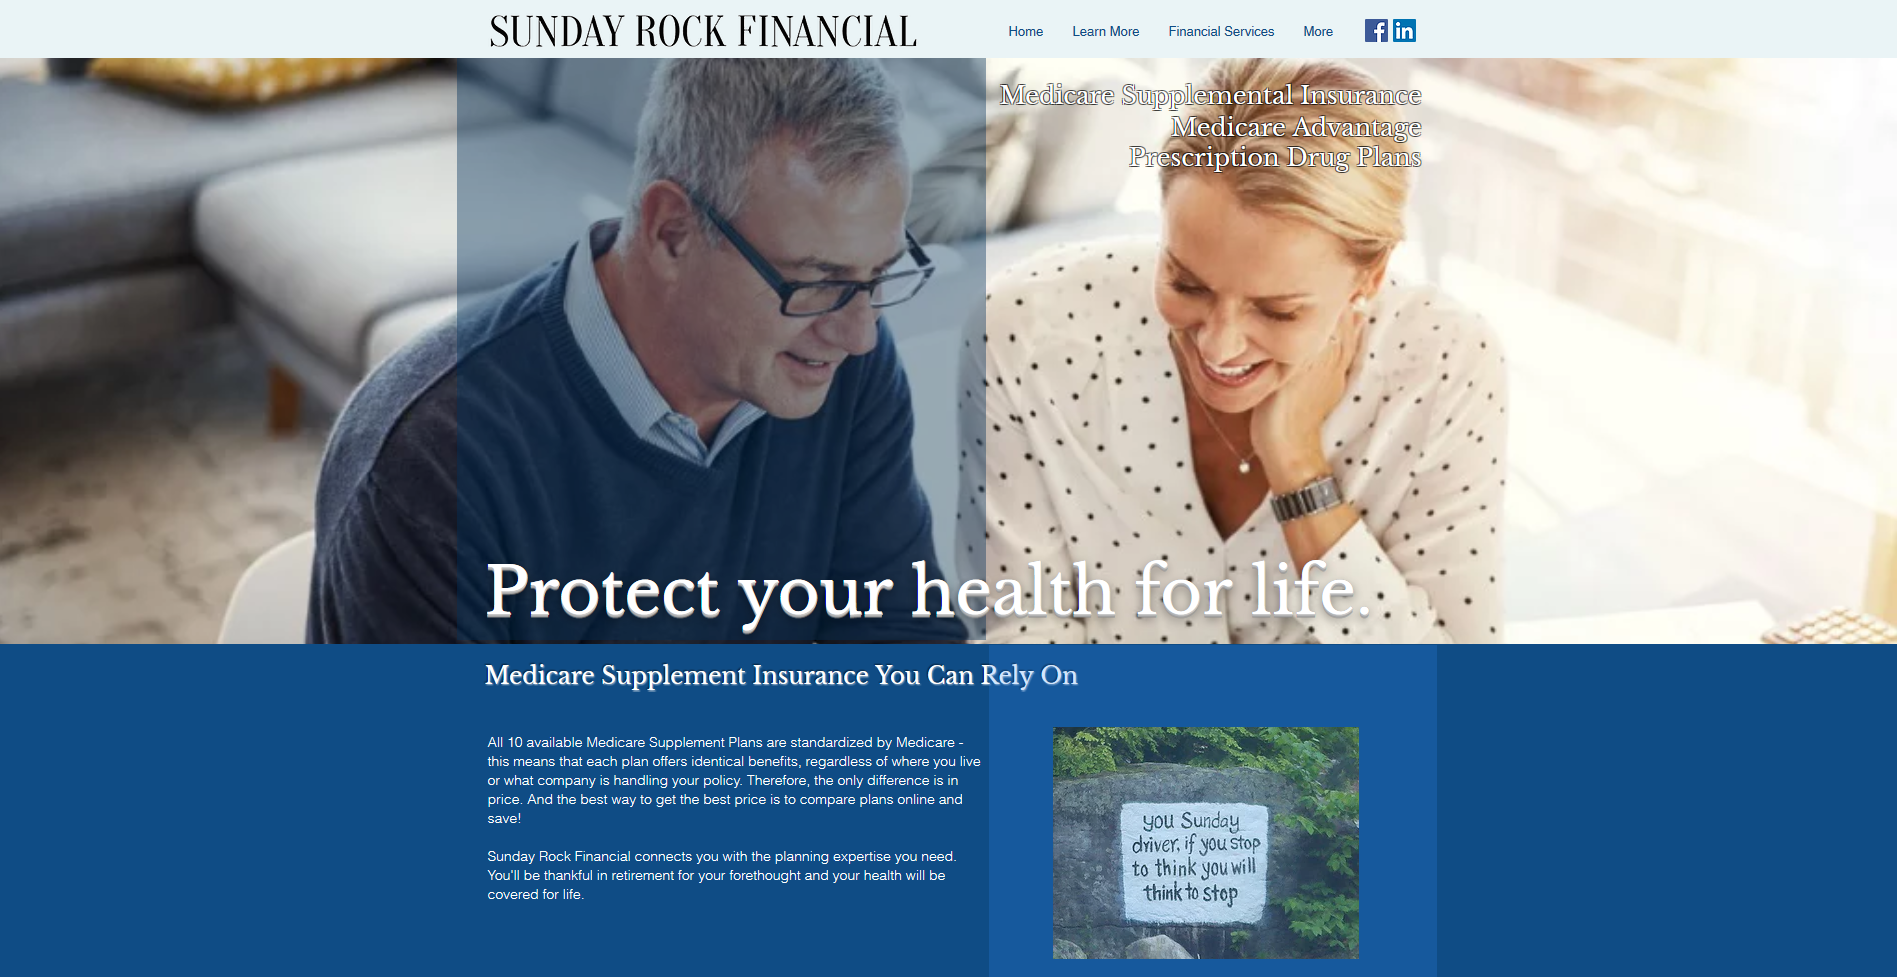 SUNDAY ROCK FINANCIAL
Home Learn More Financial Services More
Medicare Supplemental Insurance
Medicare Advantage
Prescription Drug Plans
Protect your health for life.
Medicare Supplement Insurance You Can Rely On
All 10 available Medicare Supplement Plans are standardized by Medicare -
this means that each plan offers identical benefits, regardless of where you live
or what company is handling your policy. Therefore, the only difference is in
price. And the best way to get the best price is to compare plans online and
save!
Sunday Rock Financial connects you with the planning expertise you need.
You'll be thankful in retirement for your forethought and your health will be
covered for life.
you Sunday
driver, if you stop
to think you will
think to stop